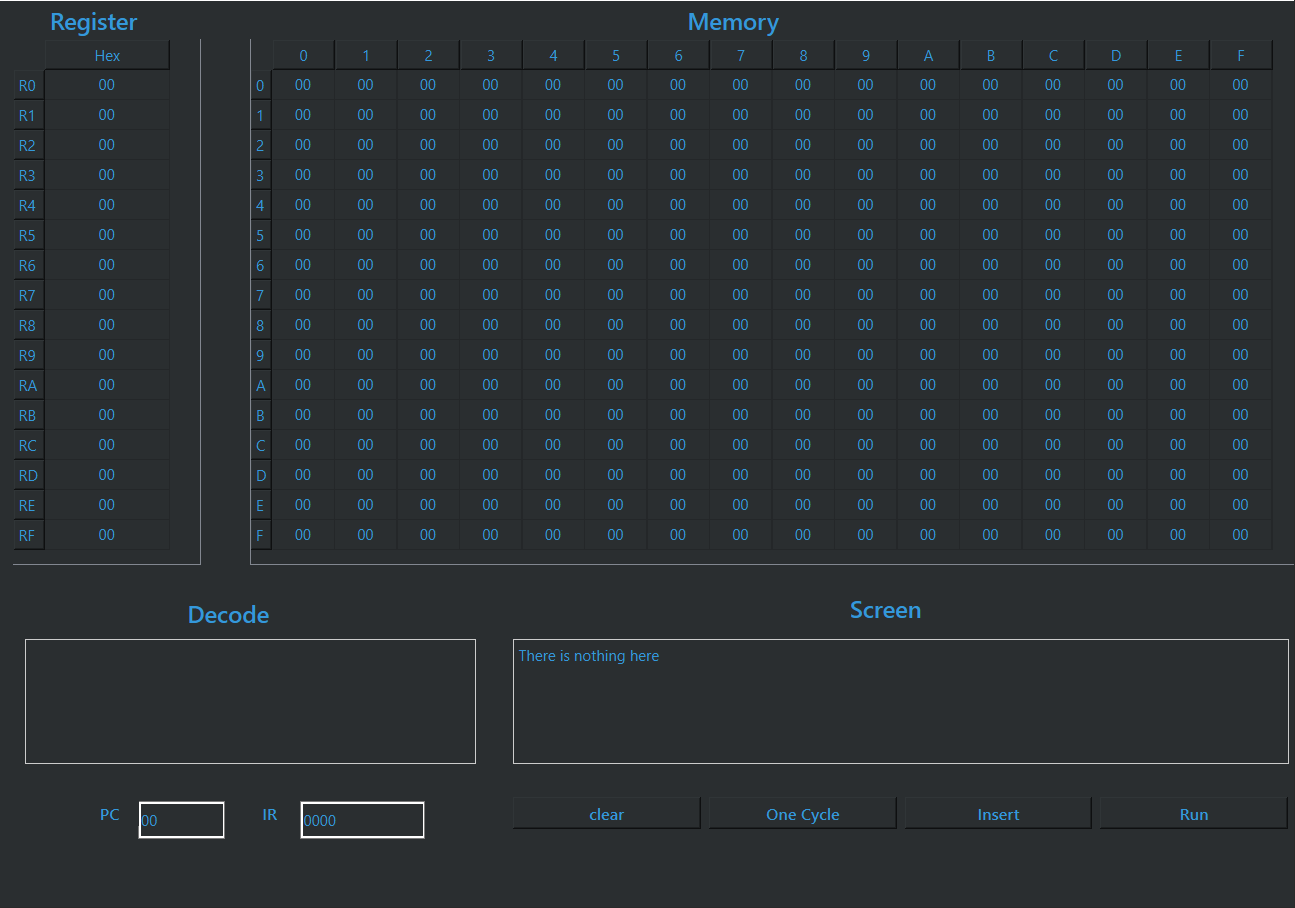 Register Memory
Hex 0 1 2 3 4 5 6 7 8 9 A B C D E F
R0 00 0 00 00 00 00 00 00 00 00 00 00 00 00 00 00 00 00
R1 00 1 00 00 00 00 00 00 00 00 00 00 00 00 00 00 00 00
R2 00 2 00 00 00 00 00 00 00 00 00 00 00 00 00 00 00 00
R3 00 3 00 00 00 00 00 00 00 00 00 00 00 00 00 00 00 00
R4 00 4 00 00 00 00 00 00 00 00 00 00 00 00 00 00 00 00
R5 00 5 00 00 00 00 00 00 00 00 00 00 00 00 00 00 00 00
R6 00 6 00 00 00 00 00 00 00 00 00 00 00 00 00 00 00 00
R7 00 7 00 00 00 00 00 00 00 00 00 00 00 00 00 00 00 00
R8 00 8 00 00 00 00 00 00 00 00 00 00 00 00 00 00 00 00
R9 00 9 00 00 00 00 00 00 00 00 00 00 00 00 00 00 00 00
RA 00 A 00 00 00 00 00 00 00 00 00 00 00 00 00 00 00 00
RB 00 B 00 00 00 00 00 00 00 00 00 00 00 00 00 00 00 00
RC 00 C 00 00 00 00 00 00 00 00 00 00 00 00 00 00 00 00
RD 00 D 00 00 00 00 00 00 00 00 00 00 00 00 00 00 00 00
RE 00 E 00 00 00 00 00 00 00 00 00 00 00 00 00 00 00 00
RF 00 F 00 00 00 00 00 00 00 00 00 00 00 00 00 00 00 00
Decode Screen
There is nothing here
PC 00 IR 0000 clear One Cycle Insert Run